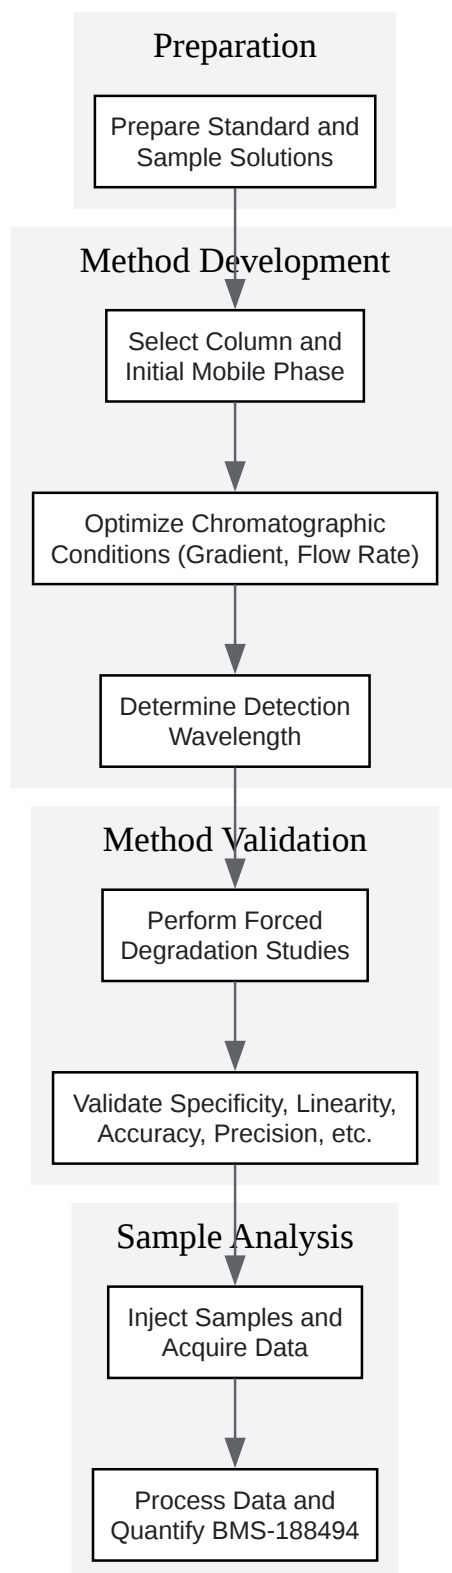 Preparation
Prepare Standard and
Sample Solutions
Method Development
Select Column and
Initial Mobile Phase
Optimize Chromatographic
Conditions (Gradient, Flow Rate)
Determine Detection
Wavelength
Method Validation
Perform Forced
Degradation Studies
Validate Specificity, Linearity,
Accuracy, Precision, etc.
Sample Analysis
Inject Samples and
Acquire Data
Process Data and
Quantify BMS-188494